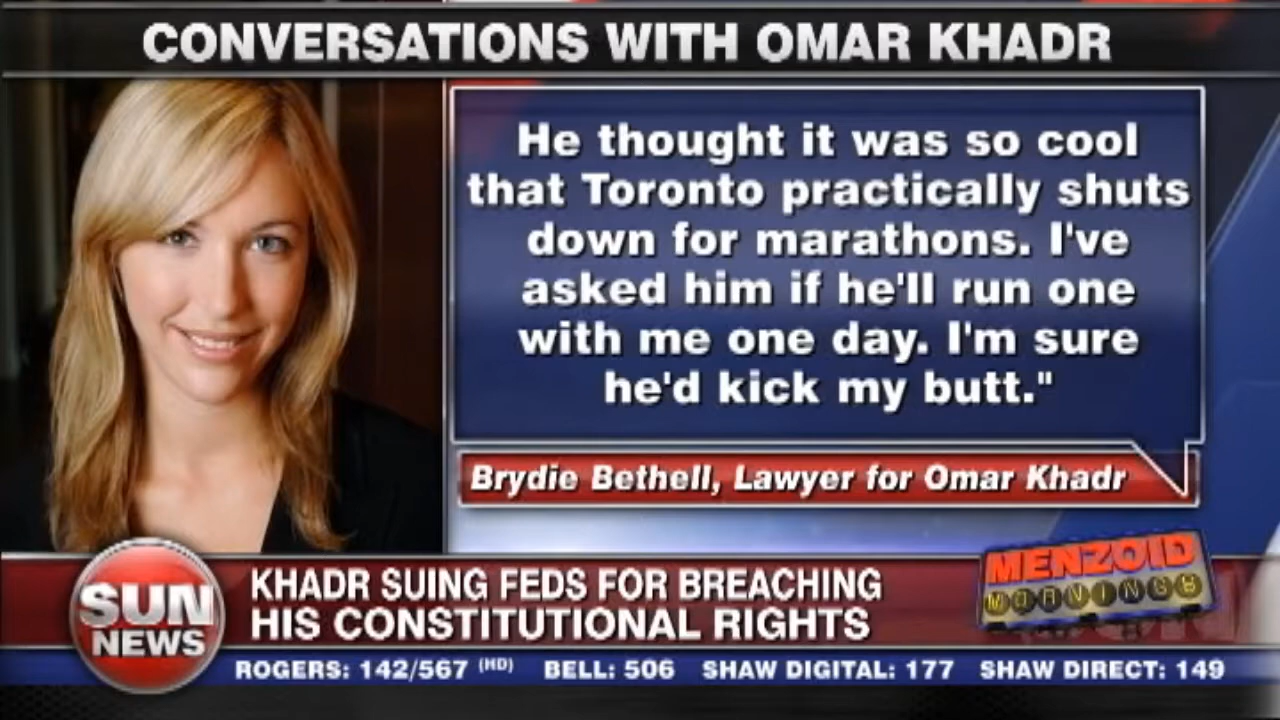 CONVERSATIONS WITH OMAR KHADR
He thought it was so cool
that Toronto practically shuts
down for marathons. I've
asked him if he'll run one
with me one day. I'm sure
he'd kick my butt."
Brydie Bethell, Lawyer for Omar Khadr
MENZOID
MORNINGS
SUN
NEWS
KHADR SUING FEDS FOR BREACHING
HIS CONSTITUTIONAL RIGHTS
ROGERS: 142/567 (HD) BELL: 506 SHAW DIGITAL: 177 SHAW DIRECT: 149